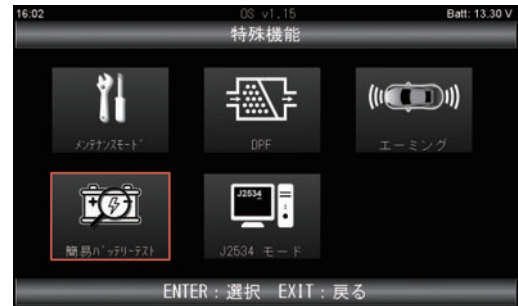 16:02 OS v1.15 Batt: 13.30 V
特殊機能
ﾒﾝﾃﾅﾝｽﾓｰﾄﾞ DPF エーミング
J2534
簡易ﾊﾞｯﾃﾘｰﾃｽﾄ J2534 モード
ENTER：選択 EXIT：戻る